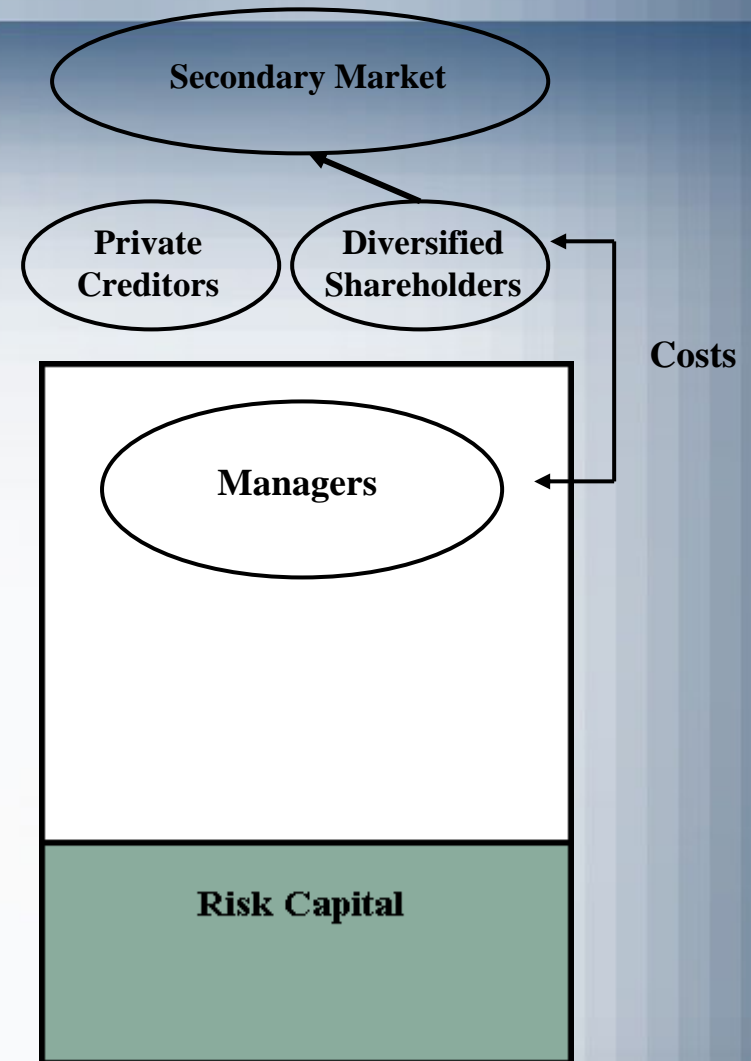 Secondary Market
Private
Creditors
Diversified
Shareholders
Costs
Managers
Risk Capital